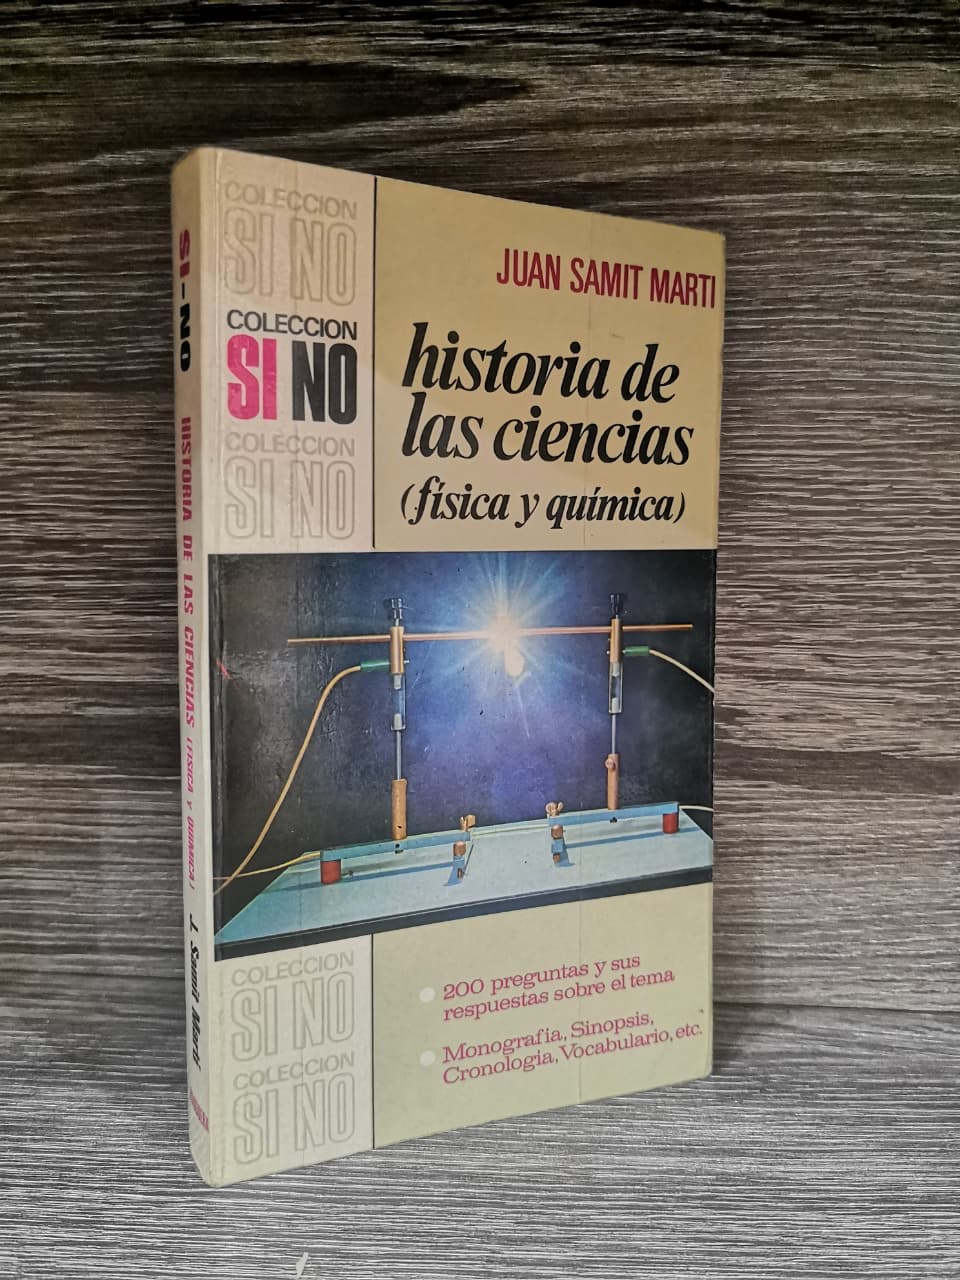 SI-NO HISTORIA DE LAS CIENCIAS (FISICA Y QUIMICA) J. Samit Marti
COLECCION
SI NO
COLECCION
SI NO
COLECCION
SI NO
JUAN SAMIT MARTI
historia de
las ciencias
(física y química)
COLECCION
SI NO
COLECCION
SI NO
200 preguntas y sus
respuestas sobre el tema
Monografia, Sinopsis,
Cronologia, Vocabulario, etc.